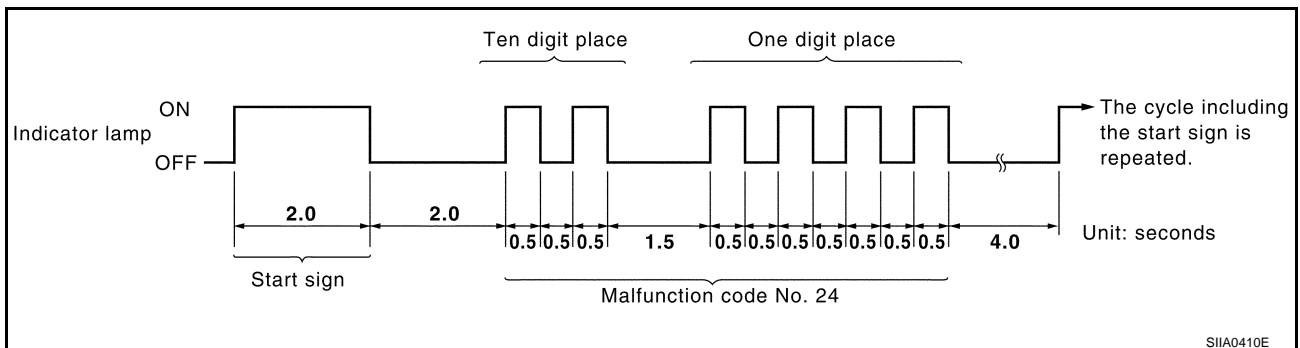 Ten digit place
One digit place
ON
Indicator lamp
OFF
The cycle including
the start sign is
repeated.
2.0
2.0
0.5 0.5 0.5
1.5
0.5 0.5 0.5 0.5 0.5 0.5 0.5
4.0
Unit: seconds
Start sign
Malfunction code No. 24
SIIA0410E